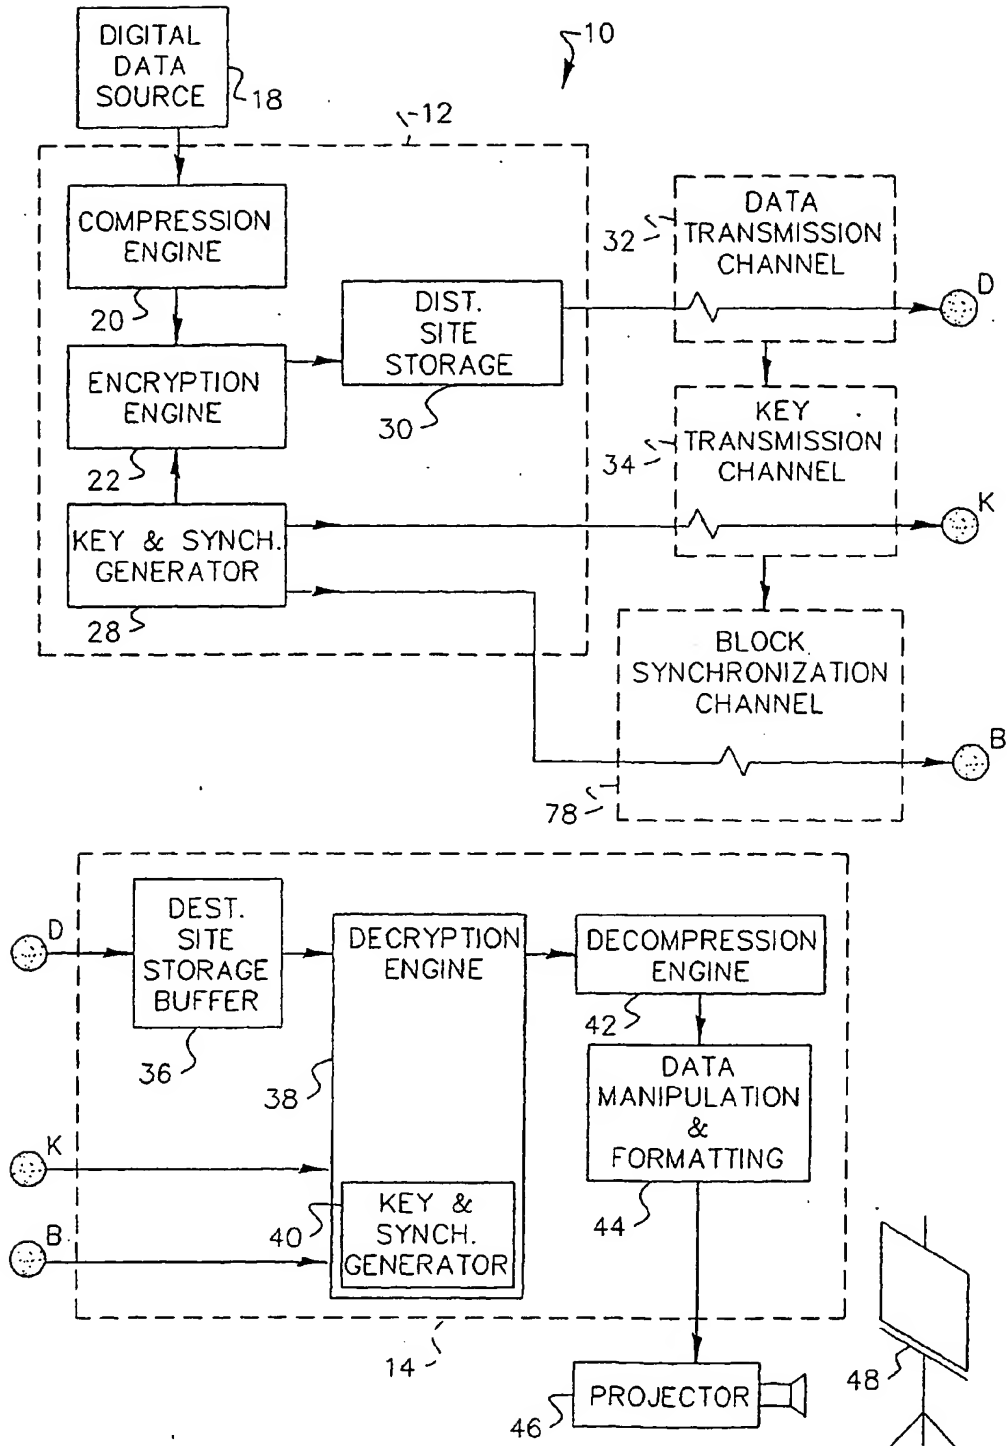 DIGITAL
DATA
SOURCE
18
10
12
COMPRESSION
ENGINE
20
ENCRYPTION
ENGINE
22
KEY & SYNCH.
GENERATOR
28
DIST.
SITE
STORAGE
30
DATA
TRANSMISSION
CHANNEL
32
D
KEY
TRANSMISSION
CHANNEL
34
K
BLOCK
SYNCHRONIZATION
CHANNEL
78
B
D
DEST.
SITE
STORAGE
BUFFER
36
DECRYPTION
ENGINE
38
K
B
40
KEY &
SYNCH.
GENERATOR
DECOMPRESSION
ENGINE
42
DATA
MANIPULATION
&
FORMATTING
44
14
PROJECTOR
46
48